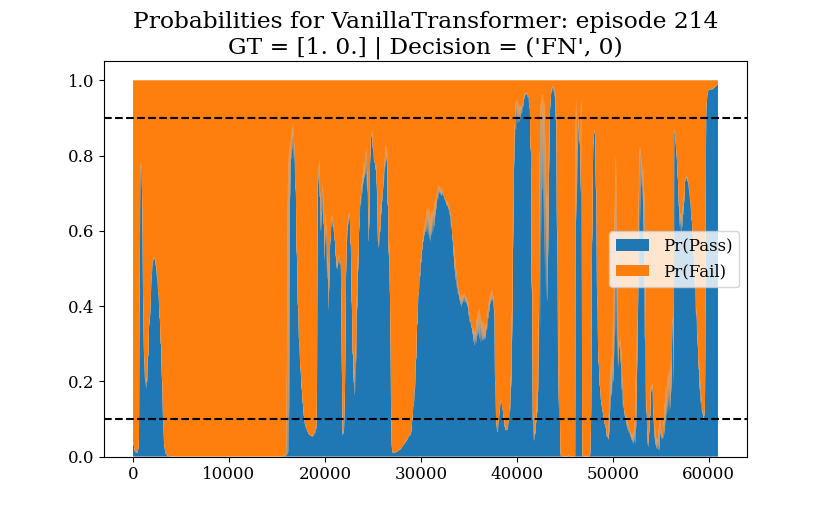 Probabilities for VanillaTransformer: episode 214
GT = [1. 0.] | Decision = ('FN', 0)
1.0
0.8
0.6
0.4
0.2
0.0
Pr(Pass)
Pr(Fail)
0 10000 20000 30000 40000 50000 60000